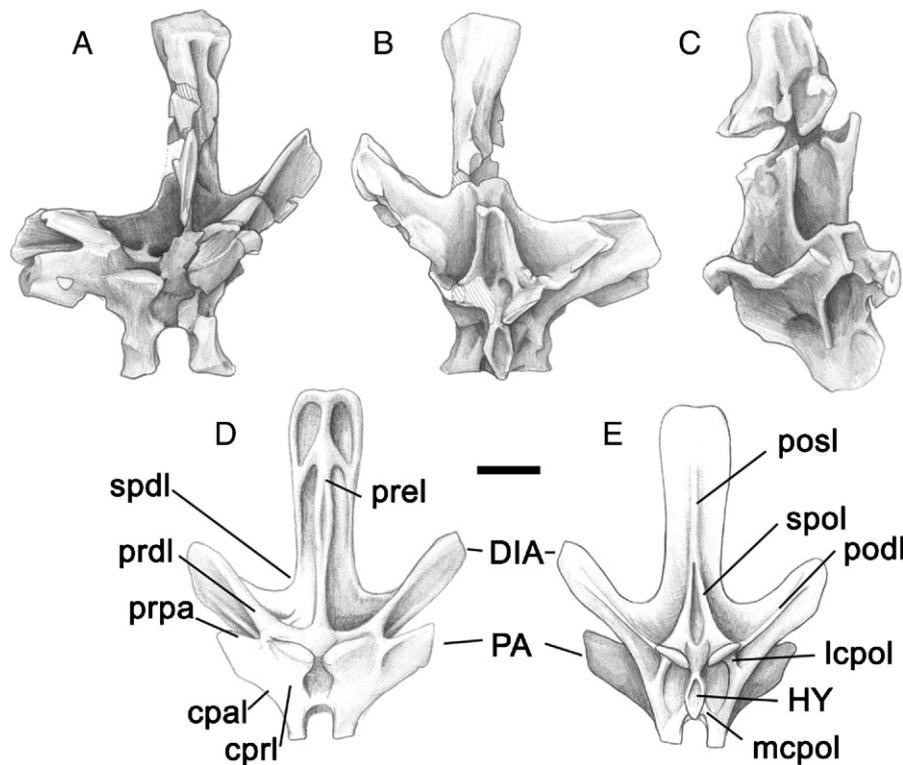 A
B
C
D
E
spdl
prel
posl
prdl
DIA
spol
podl
prpa
PA
lcpol
cpal
HY
cprl
mcpol